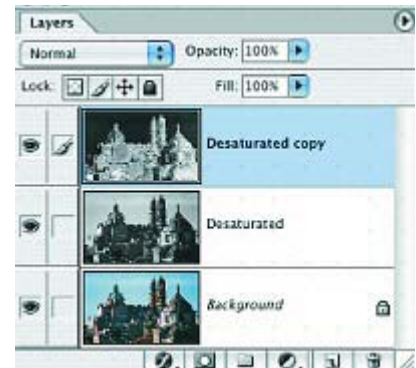 Layers
Normal Opacity: 100%
Lock: Fill: 100%
Desaturated copy
Desaturated
Background